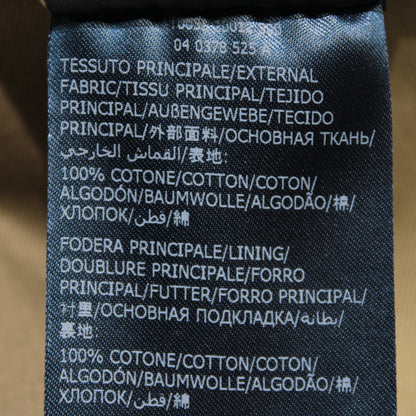 04 0378 525
TESSUTO PRINCIPALE/EXTERNAL
FABRIC/TISSU PRINCIPAL/TEJIDO
PRINCIPAL/AUßENGEWEBE/TECIDO
PRINCIPAL/外部面料/ОСНОВНАЯ ТКАНЬ/
القماش الخارجي/表地:
100% COTONE/COTTON/COTON/
ALGODÓN/BAUMWOLLE/ALGODÃO/棉/
ХЛОПОК/قطن/綿
FODERA PRINCIPALE/LINING/
DOUBLURE PRINCIPALE/FORRO
PRINCIPAL/FUTTER/FORRO PRINCIPAL/
衬里/ОСНОВНАЯ ПОДКЛАДКА/بطانة/
裏地
100% COTONE/COTTON/COTON/
ALGODÓN/BAUMWOLLE/ALGODÃO/棉/
ХЛОПОК/قطن/綿